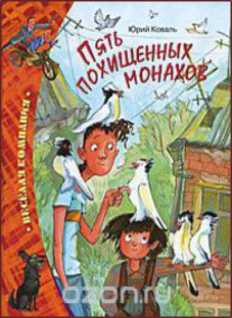 Юрий Коваль
Пять
похищенных
монахов
• ВЕСЁЛАЯ КОМПАНИЯ •
ozon.ru